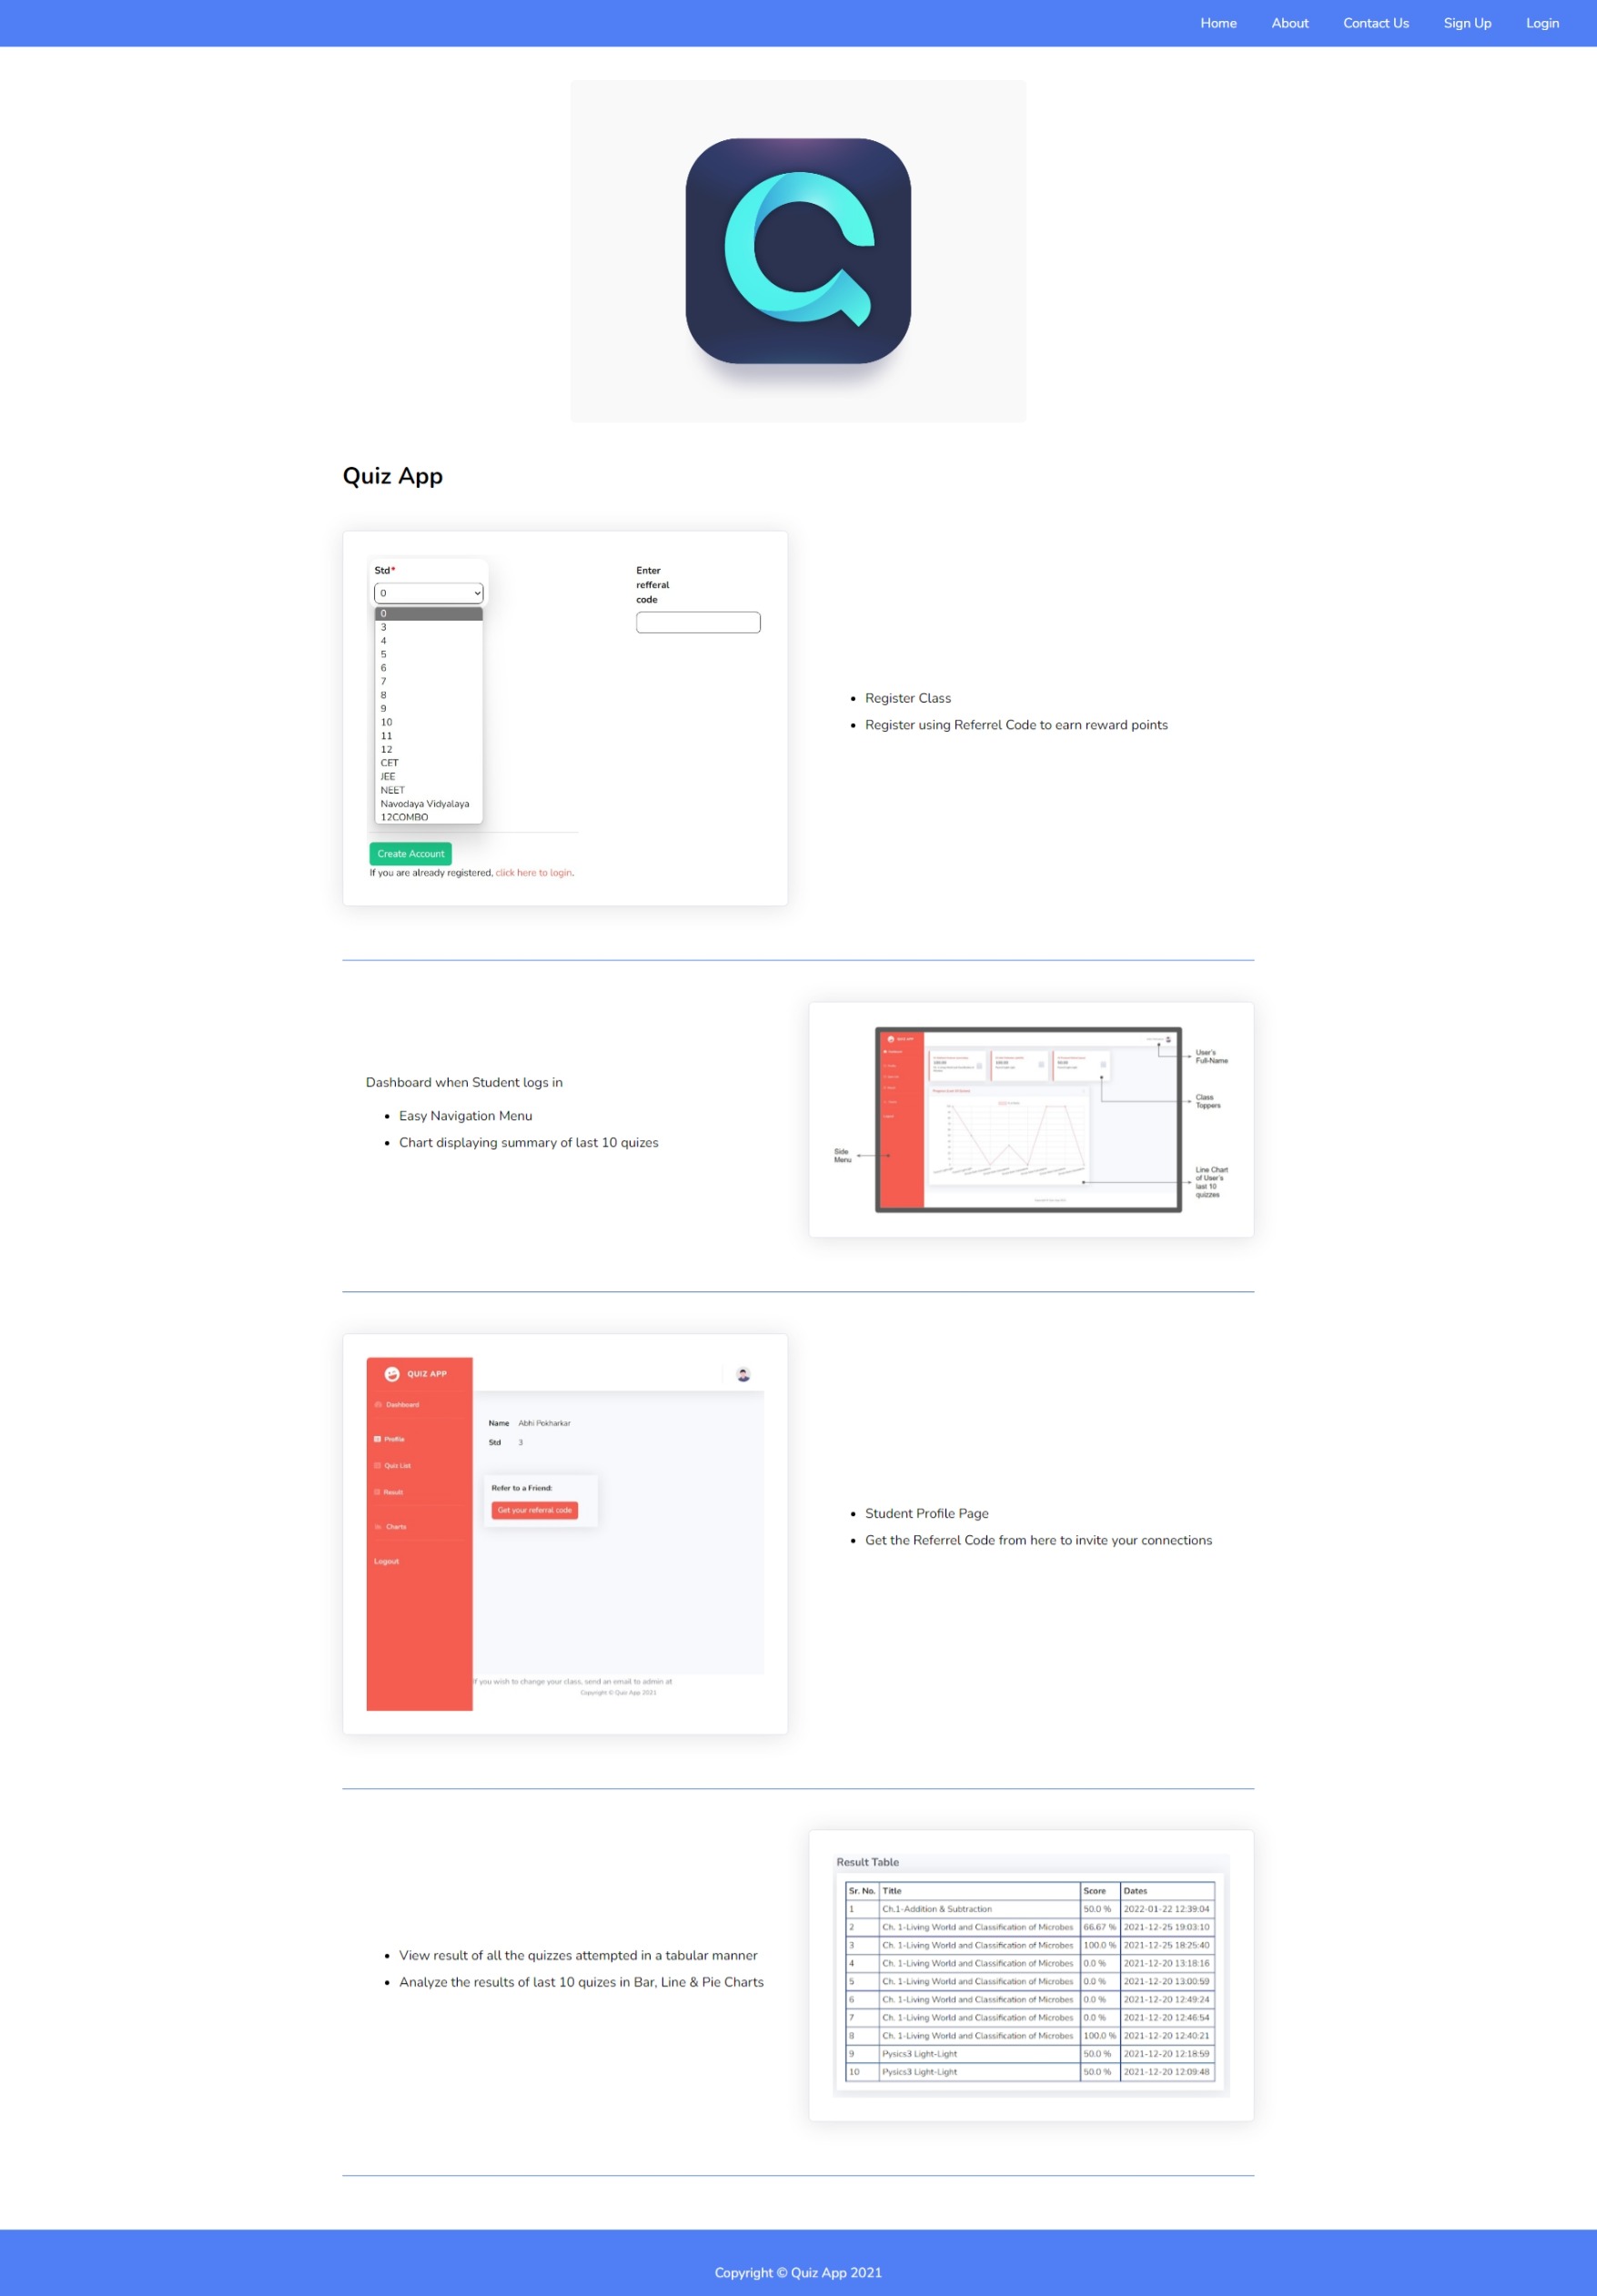 Home About Contact Us Sign Up Login
Quiz App
Std*
0
0
3
4
5
6
7
8
9
10
11
12
CET
JEE
NEET
Navodaya Vidyalaya
12COMBO
Create Account
If you are already registered, click here to login.
Enter
refferal
code
Register Class
Register using Referrel Code to earn reward points
Dashboard when Student logs in
Easy Navigation Menu
Chart displaying summary of last 10 quizes
QUIZ APP
User's
Full-Name
Class
Toppers
Side
Menu
Line Chart
of User's
last 10
quizzes
QUIZ APP
Dashboard
Profile
Quis List
Result
Charts
Logout
Name Abhi Pokharkar
Std 3
Refer to a Friend:
Get your referral code
If you wish to change your class, send an email to admin at
Copyright © Quiz App 2021
Student Profile Page
Get the Referrel Code from here to invite your connections
View result of all the quizzes attempted in a tabular manner
Analyze the results of last 10 quizes in Bar, Line & Pie Charts
Result Table
Sr. No. Title Score Dates
1 Ch.1-Addition & Subtraction 50.0 % 2022-01-22 12:39:04
2 Ch. 1-Living World and Classification of Microbes 66.67 % 2021-12-25 19:03:10
3 Ch. 1-Living World and Classification of Microbes 100.0 % 2021-12-25 18:25:40
4 Ch. 1-Living World and Classification of Microbes 0.0 % 2021-12-20 13:18:16
5 Ch. 1-Living World and Classification of Microbes 0.0 % 2021-12-20 13:00:59
6 Ch. 1-Living World and Classification of Microbes 0.0 % 2021-12-20 12:49:24
7 Ch. 1-Living World and Classification of Microbes 0.0 % 2021-12-20 12:46:54
8 Ch. 1-Living World and Classification of Microbes 100.0 % 2021-12-20 12:40:21
9 Pysics3 Light-Light 50.0 % 2021-12-20 12:18:59
10 Pysics3 Light-Light 50.0 % 2021-12-20 12:09:48
Copyright © Quiz App 2021